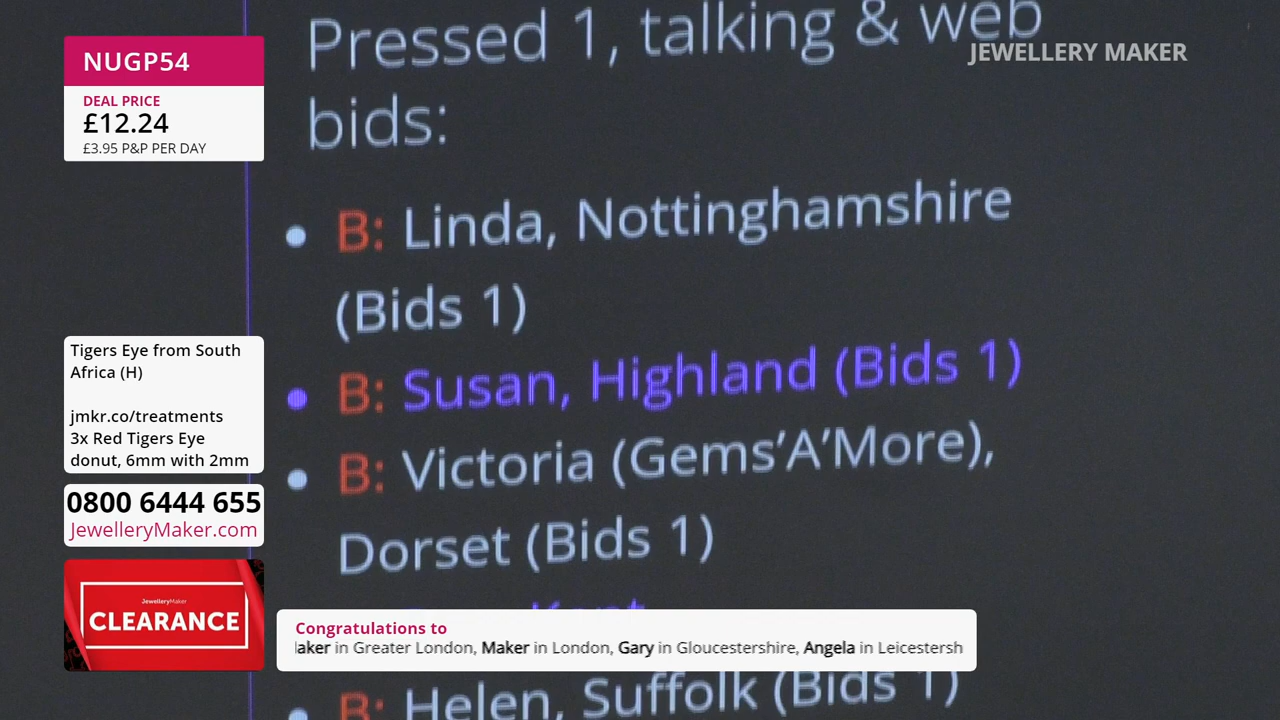 NUGP54
DEAL PRICE
£12.24
£3.95 P&P PER DAY
JEWELLERY MAKER
Pressed 1, talking & web
bids:
B: Linda, Nottinghamshire
(Bids 1)
B: Susan, Highland (Bids 1)
B: Victoria (Gems'A'More),
Dorset (Bids 1)
Kent
B: Helen, Suffolk (Bids 1)
Tigers Eye from South
Africa (H)
jmkr.co/treatments
3x Red Tigers Eye
donut, 6mm with 2mm
0800 6444 655
JewelleryMaker.com
JewelleryMaker
CLEARANCE
Congratulations to
aker in Greater London, Maker in London, Gary in Gloucestershire, Angela in Leicestersh